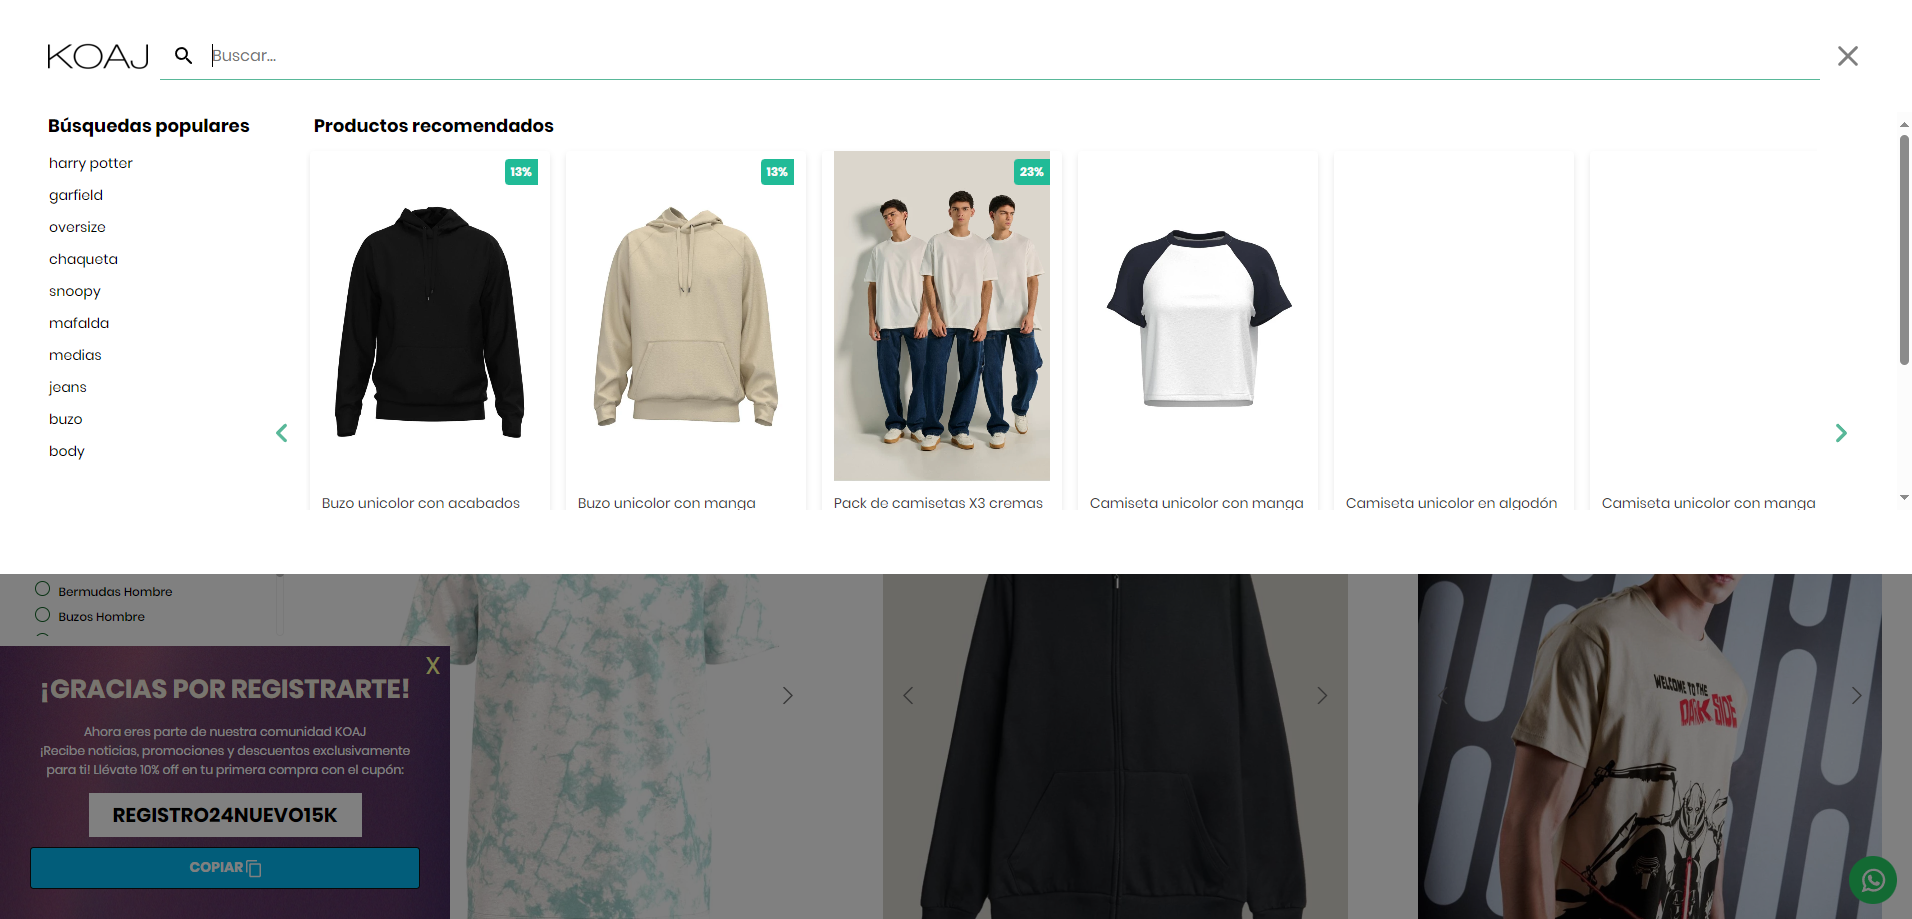 KOAJ
Buscar...
Búsquedas populares
harry potter
garfield
oversize
chaqueta
snoopy
mafalda
medias
jeans
buzo
body
Productos recomendados
13%
Buzo unicolor con acabados
13%
Buzo unicolor con manga
23%
Pack de camisetas X3 cremas
Camiseta unicolor con manga
Camiseta unicolor en algodón
Camiseta unicolor con manga
Bermudas Hombre
Buzos Hombre
X
¡GRACIAS POR REGISTRARTE!
Ahora eres parte de nuestra comunidad KOAJ
¡Recibe noticias, promociones y descuentos exclusivamente
para ti! Llévate 10% off en tu primera compra con el cupón:
REGISTRO24NUEVO15K
COPIAR
WELCOME TO THE
DARK SIDE